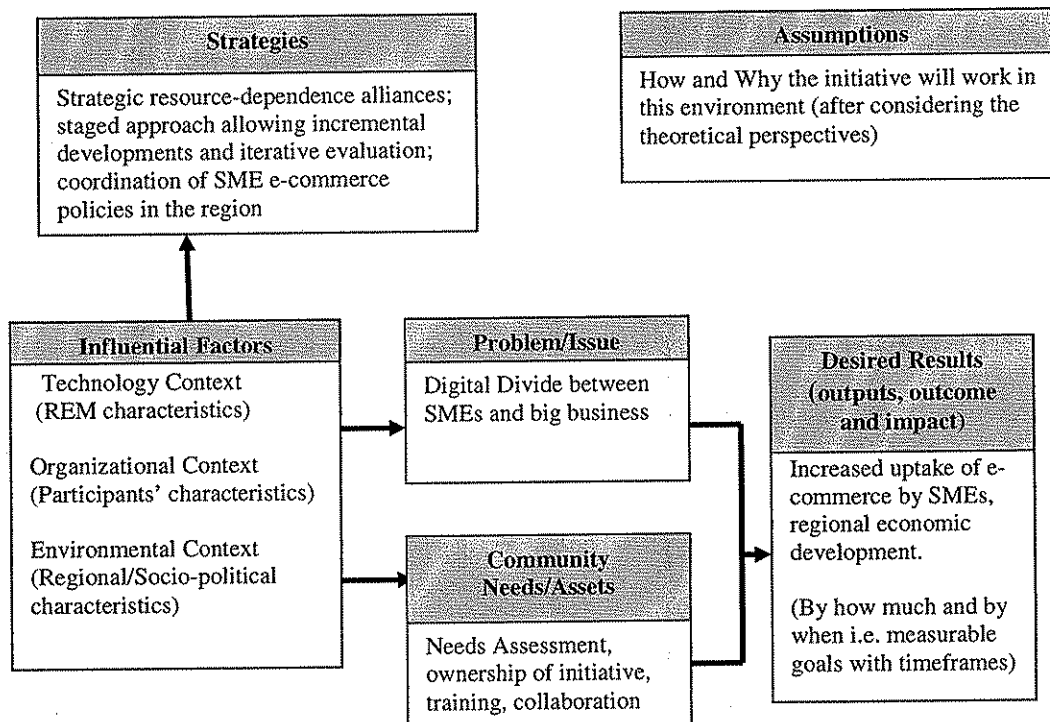 Strategies
Strategic resource-dependence alliances;
staged approach allowing incremental
developments and iterative evaluation;
coordination of SME e-commerce
policies in the region
Assumptions
How and Why the initiative will work in
this environment (after considering the
theoretical perspectives)
Influential Factors
Technology Context
(REM characteristics)
Organizational Context
(Participants' characteristics)
Environmental Context
(Regional/Socio-political
characteristics)
Problem/Issue
Digital Divide between
SMEs and big business
Community
Needs/Assets
Needs Assessment,
ownership of initiative,
training, collaboration
Desired Results
(outputs, outcome
and impact)
Increased uptake of e-
commerce by SMEs,
regional economic
development.
(By how much and by
when i.e. measurable
goals with timeframes)